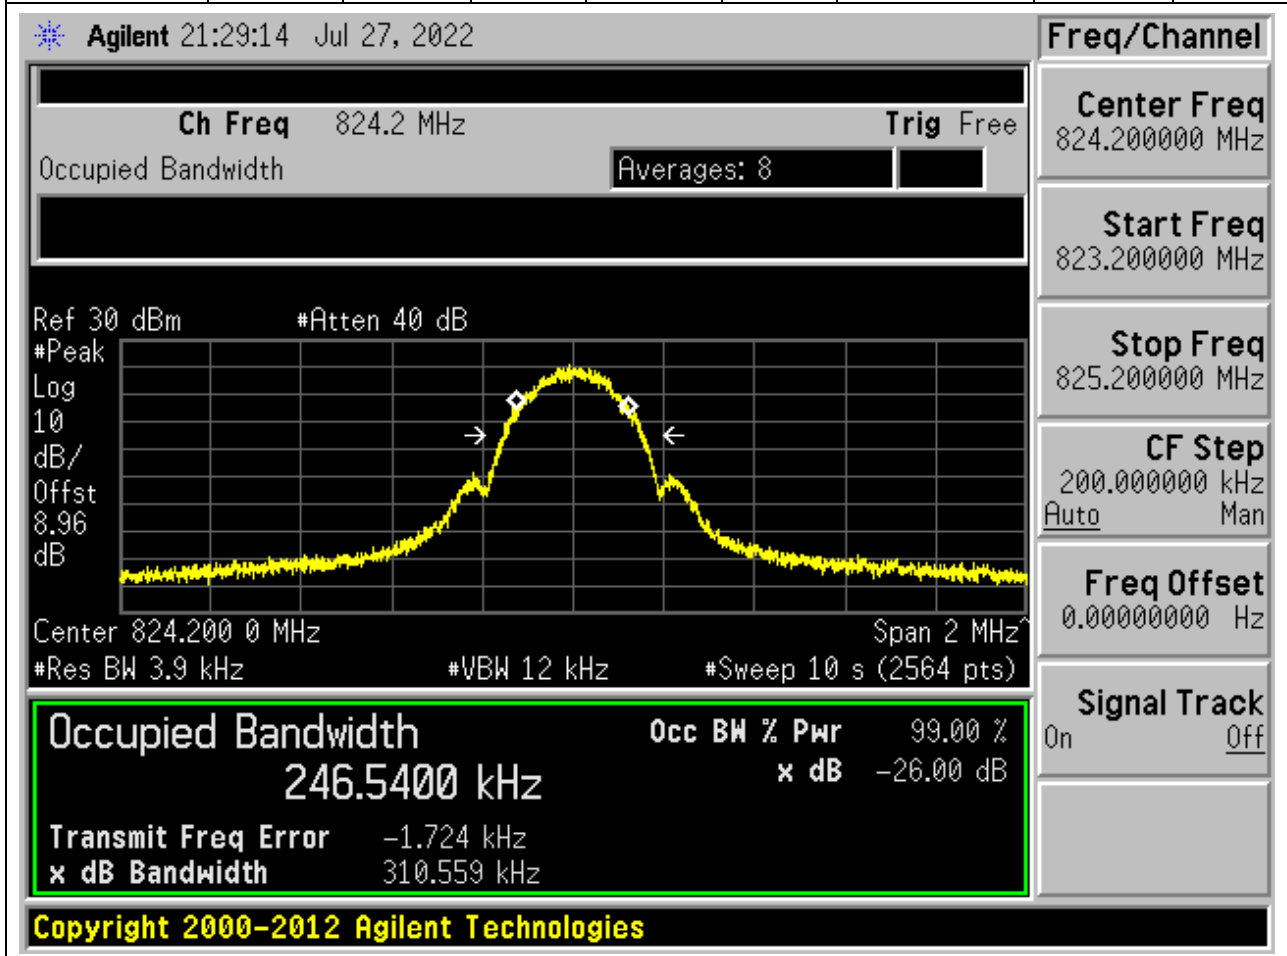 Agilent 21:29:14 Jul 27, 2022
Freq/Channel
Ch Freq 824.2 MHz
Trig Free
Occupied Bandwidth
Averages: 8
Center Freq
824.200000 MHz
Start Freq
823.200000 MHz
Stop Freq
825.200000 MHz
CF Step
200.000000 kHz
Auto Man
Freq Offset
0.00000000 Hz
Signal Track
On Off
Ref 30 dBm #Atten 40 dB
#Peak
Log
10
dB/
Offst
8.96
dB
Center 824.200 0 MHz Span 2 MHz^
#Res BW 3.9 kHz #VBW 12 kHz #Sweep 10 s (2564 pts)
Occupied Bandwidth
246.5400 kHz
Occ BW % Pwr 99.00 %
x dB -26.00 dB
Transmit Freq Error -1.724 kHz
x dB Bandwidth 310.559 kHz
Copyright 2000-2012 Agilent Technologies